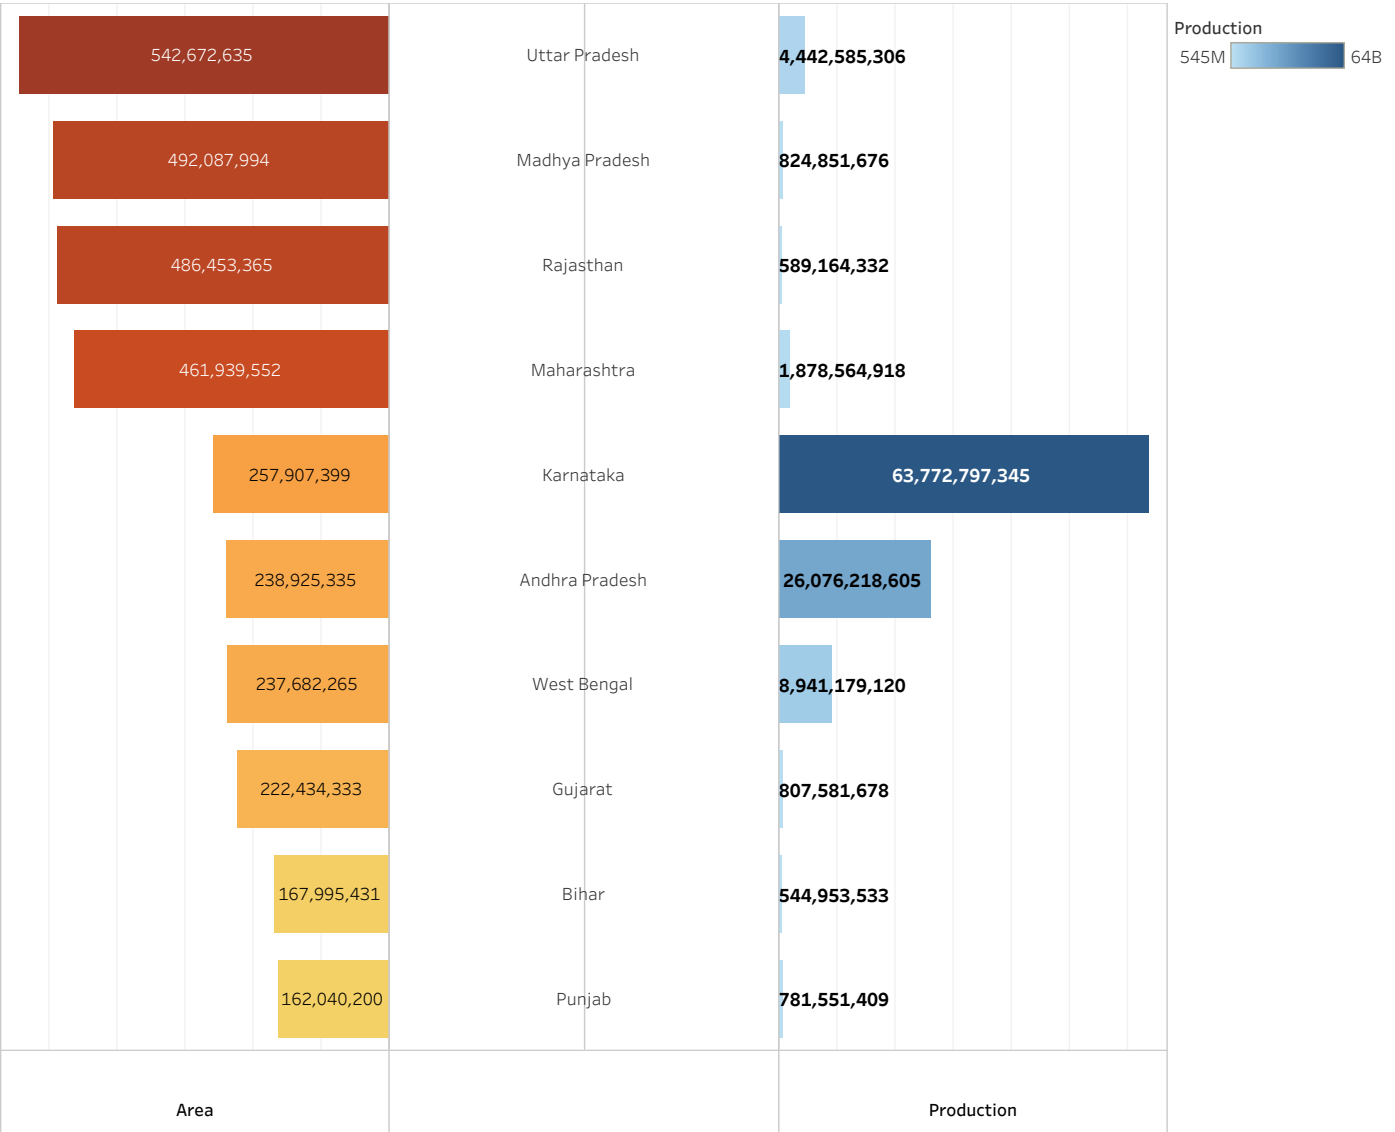 Production
545M 64B
542,672,635 Uttar Pradesh 4,442,585,306
492,087,994 Madhya Pradesh 824,851,676
486,453,365 Rajasthan 589,164,332
461,939,552 Maharashtra 1,878,564,918
257,907,399 Karnataka 63,772,797,345
238,925,335 Andhra Pradesh 26,076,218,605
237,682,265 West Bengal 8,941,179,120
222,434,333 Gujarat 807,581,678
167,995,431 Bihar 544,953,533
162,040,200 Punjab 781,551,409
Area Production